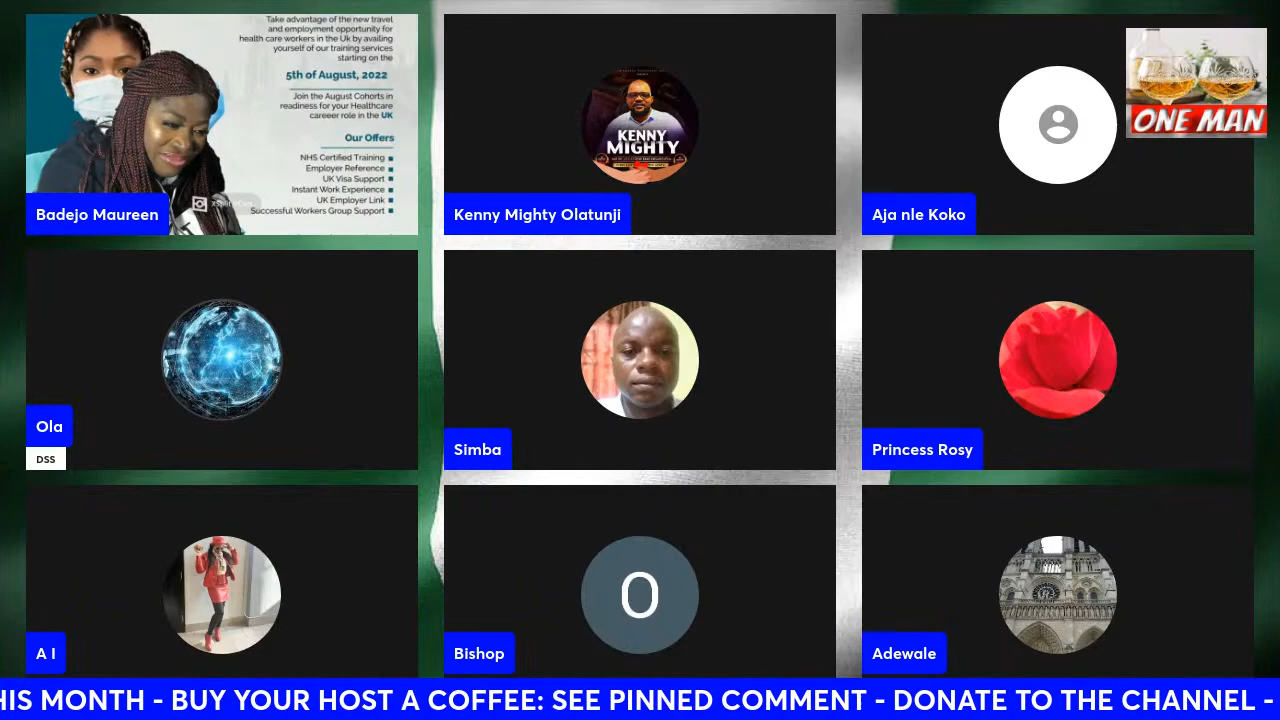 Take advantage of the new travel
and employment opportunity for
health care workers in the Uk by availing
yourself of our training services
starting on the
5th of August, 2022
Join the August Cohorts in
readiness for your Healthcare
careeer role in the UK
Our Offers
NHS Certified Training
Employer Reference
UK Visa Support
Instant Work Experience
UK Employer Link
Successful Workers Group Support
Badejo Maureen
KENNY
MIGHTY
Kenny Mighty Olatunji
ONE MAN
Aja nle Koko
Ola
DSS
Simba
Princess Rosy
A I
O
Bishop
Adewale
HIS MONTH - BUY YOUR HOST A COFFEE: SEE PINNED COMMENT - DONATE TO THE CHANNEL -